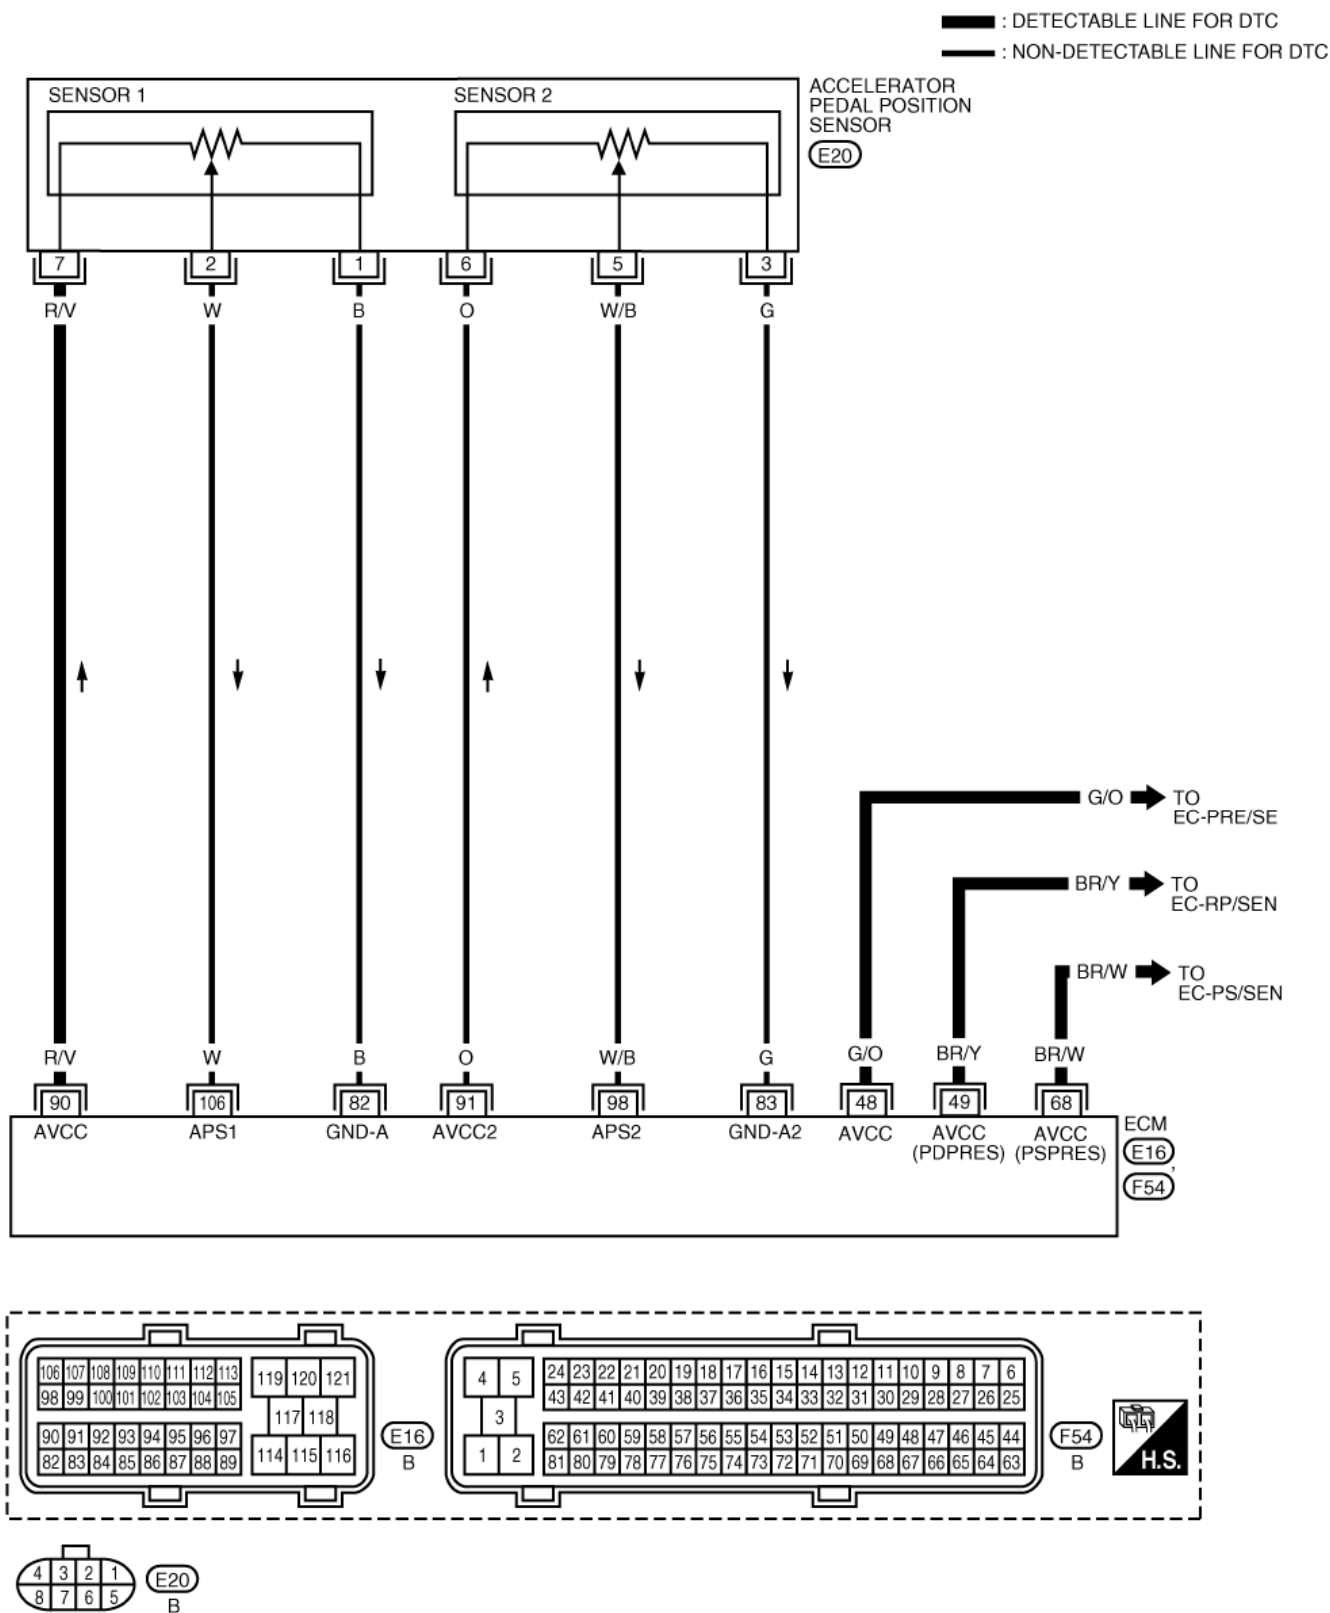 : DETECTABLE LINE FOR DTC
: NON-DETECTABLE LINE FOR DTC
SENSOR 1
SENSOR 2
ACCELERATOR
PEDAL POSITION
SENSOR
E20
7 2 1 6 5 3
R/V W B O W/B G
G/O TO
EC-PRE/SE
BR/Y TO
EC-RP/SEN
BR/W TO
EC-PS/SEN
R/V W B O W/B G G/O BR/Y BR/W
90 106 82 91 98 83 48 49 68
AVCC APS1 GND-A AVCC2 APS2 GND-A2 AVCC AVCC AVCC
(PDPRES) (PSPRES)
ECM
E16 ,
F54
106 107 108 109 110 111 112 113
98 99 100 101 102 103 104 105
90 91 92 93 94 95 96 97
82 83 84 85 86 87 88 89
119 120 121
117 118
114 115 116
E16
B
4 5
3
1 2
24 23 22 21 20 19 18 17 16 15 14 13 12 11 10 9 8 7 6
43 42 41 40 39 38 37 36 35 34 33 32 31 30 29 28 27 26 25
62 61 60 59 58 57 56 55 54 53 52 51 50 49 48 47 46 45 44
81 80 79 78 77 76 75 74 73 72 71 70 69 68 67 66 65 64 63
F54
B
H.S.
4 3 2 1
8 7 6 5
E20
B